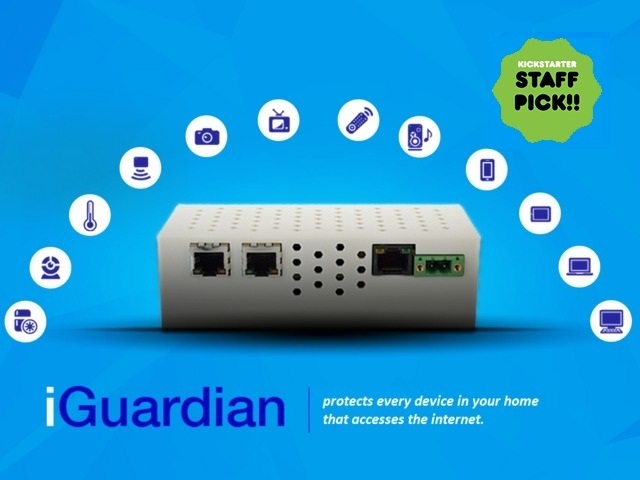 KICKSTARTER
STAFF
PICK!!
iGuardian
protects every device in your home
that accesses the internet.